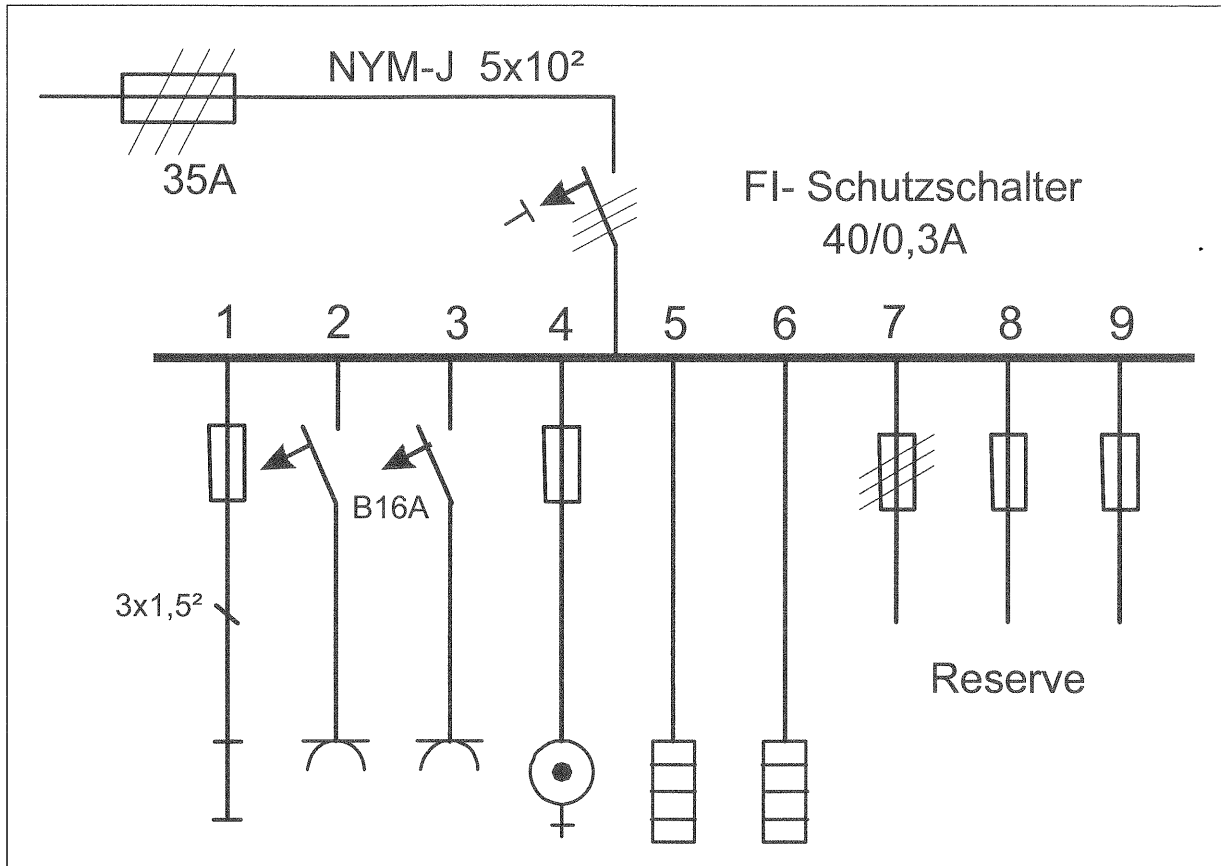 NYM-J 5x10²
35A
FI- Schutzschalter
40/0,3A
1 2 3 4 5 6 7 8 9
B16A
3x1,5²
Reserve